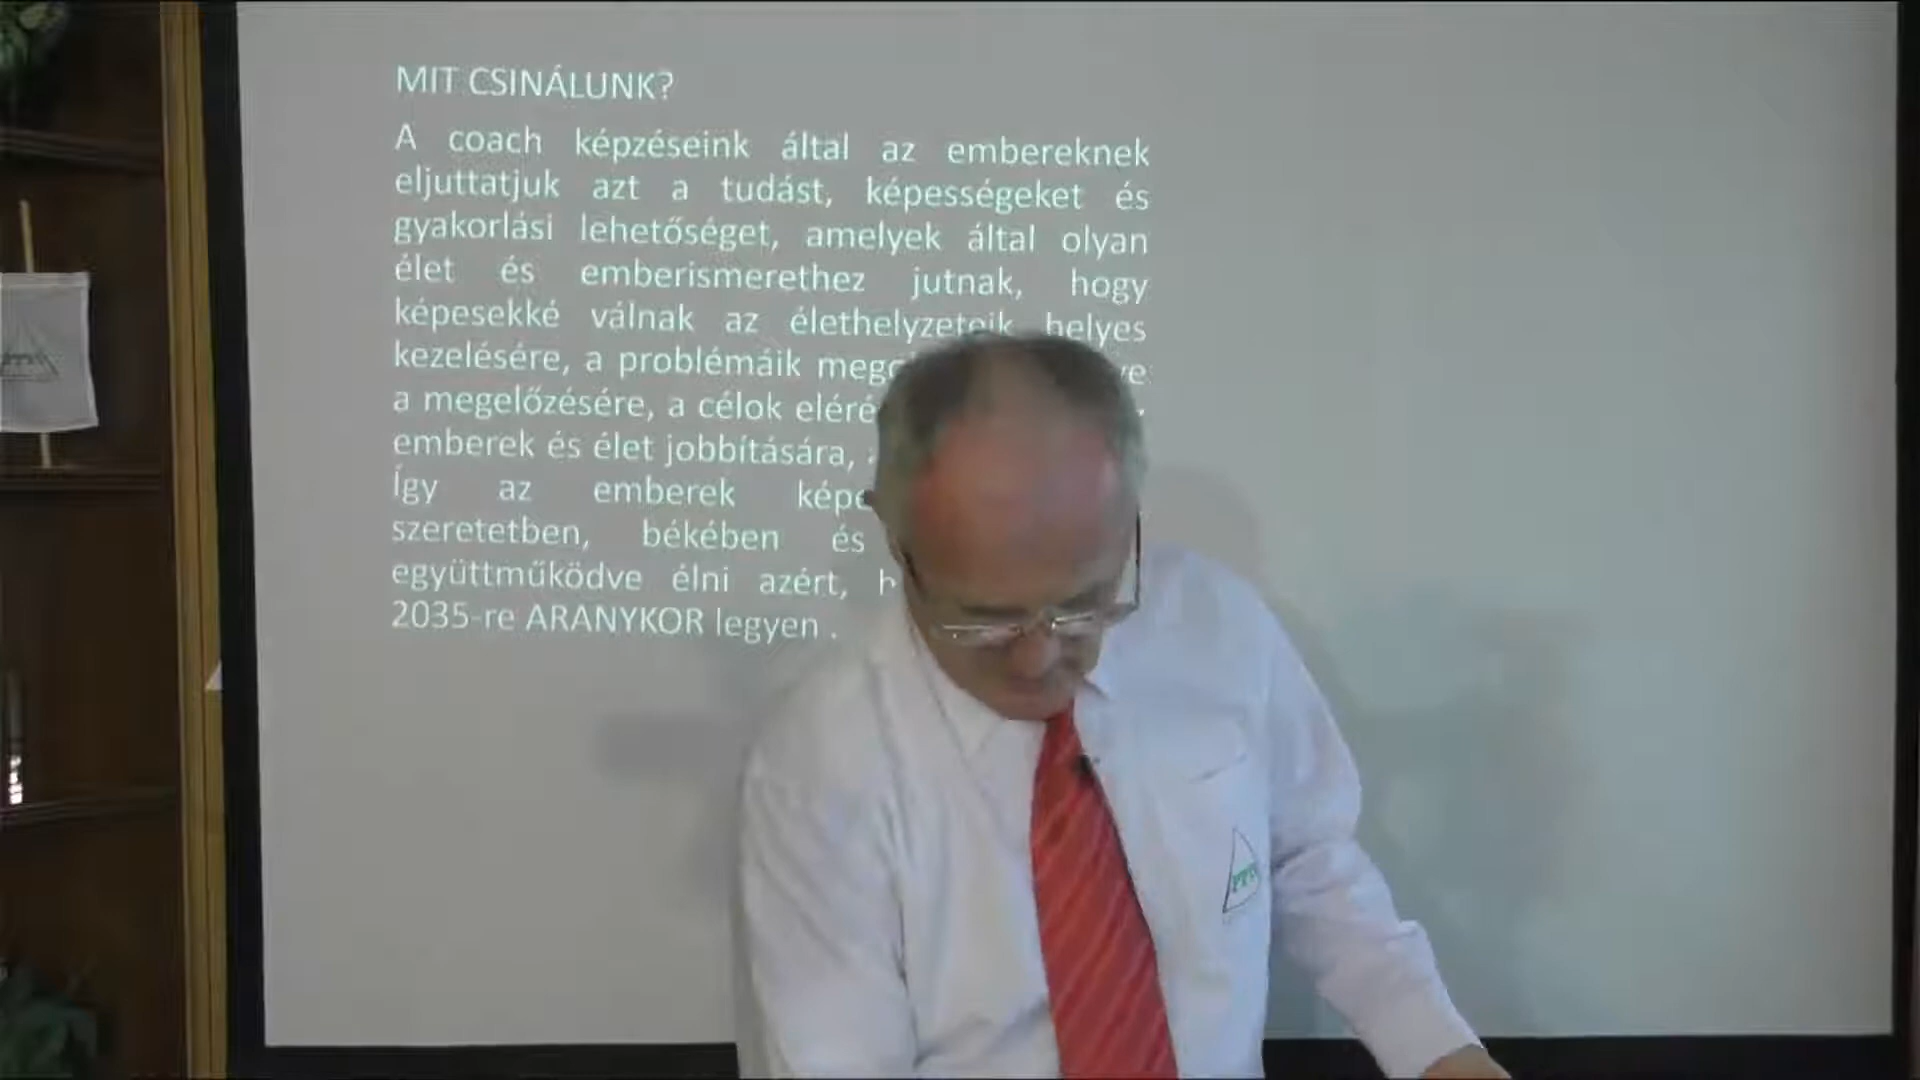 MIT CSINÁLUNK?
A coach képzéseink által az embereknek
eljuttatjuk azt a tudást, képességeket és
gyakorlási lehetőséget, amelyek által olyan
élet és emberismerethez jutnak, hogy
képesekké válnak az élethelyzeteik helyes
kezelésére, a problémáik
a megelőzésére, a célok
emberek és élet jobbítására,
Így az emberek
szeretetben, békében és
együttműködve élni azért,
2035-re ARANYKOR legyen .